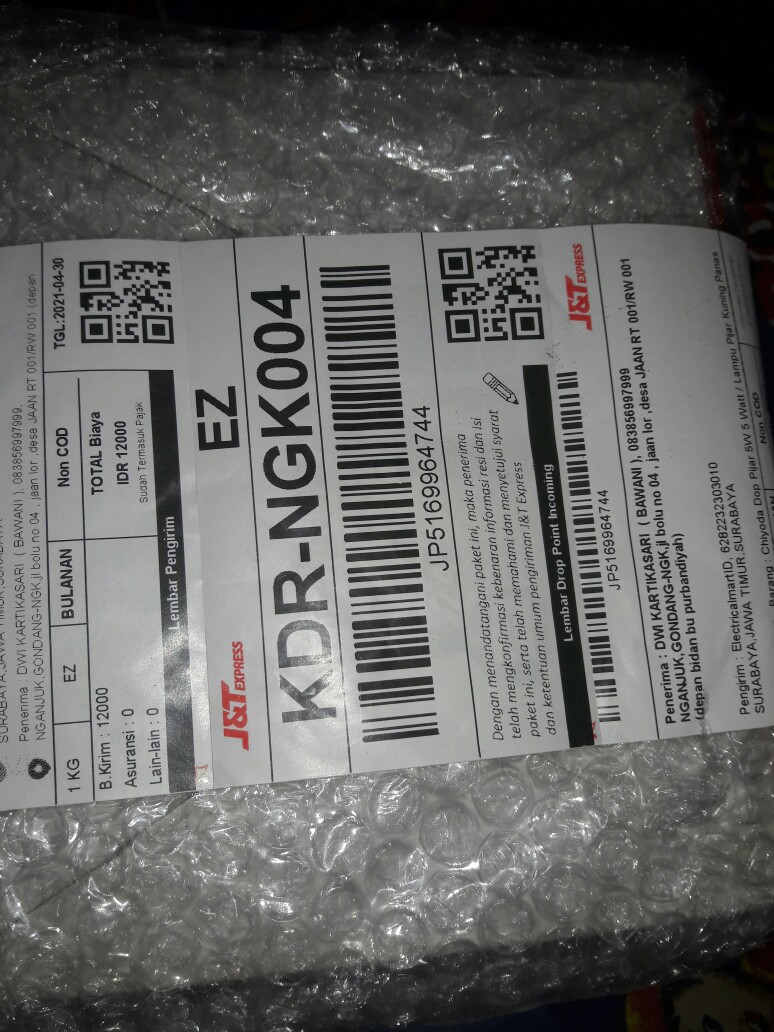 SURABAYA,JAWA TIMUR,SURABAYA
Penerima : DWI KARTIKASARI ( BAWANI ), 083856997999,
NGANJUK,GONDANG-NGK,jl bolu no 04 , jaan lor ,desa JAAN RT 001/RW 001 (depan
1 KG EZ BULANAN Non COD TGL:2021-04-30
B.Kirim : 12000
Asuransi : 0
Lain-lain : 0
TOTAL Biaya
IDR 12000
Sudah Termasuk Pajak
Lembar Pengirim
J&T EXPRESS EZ
KDR-NGK004
JP5169964744
Dengan menandatangani paket ini, maka penerima
telah mengkonfirmasi kebenaran informasi resi dan isi
paket ini, serta telah memahami dan menyetujui syarat
dan ketentuan umum pengiriman J&T Express
Lembar Drop Point Incoming
J&T EXPRESS
JP5169964744
Penerima : DWI KARTIKASARI ( BAWANI ), 083856997999
NGANJUK,GONDANG-NGK,jl bolu no 04 , jaan lor ,desa JAAN RT 001/RW 001
(depan bidan bu purbandiyah)
Pengirim : ElectricalmartID, 6282232303010
SURABAYA,JAWA TIMUR,SURABAYA
Barang : Chiyoda Dop Pijar 5W 5 Watt / Lampu Pijar Kuning Panas
Non COD